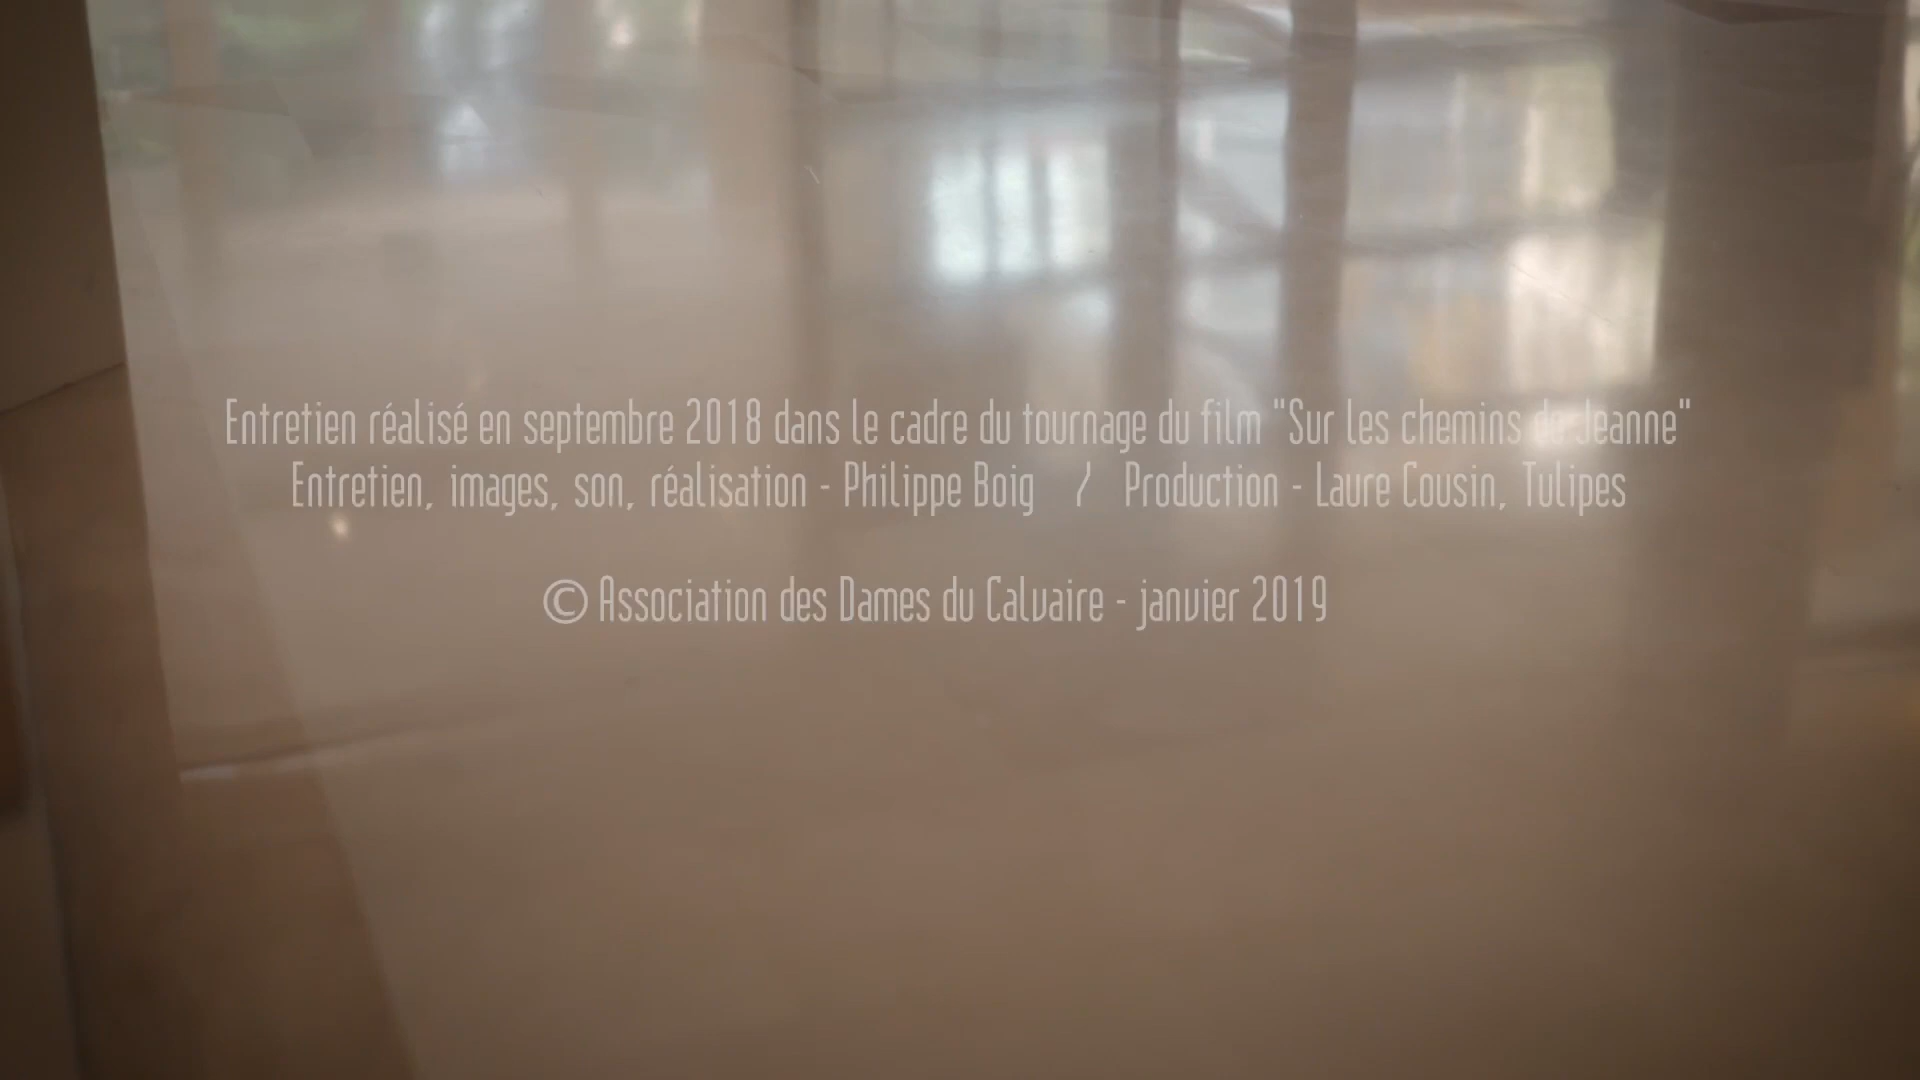 Entretien réalisé en septembre 2018 dans le cadre du tournage du film "Sur les chemins de Jeanne"
Entretien, images, son, réalisation - Philippe Boig / Production - Laure Cousin, Tulipes
© Association des Dames du Calvaire - janvier 2019